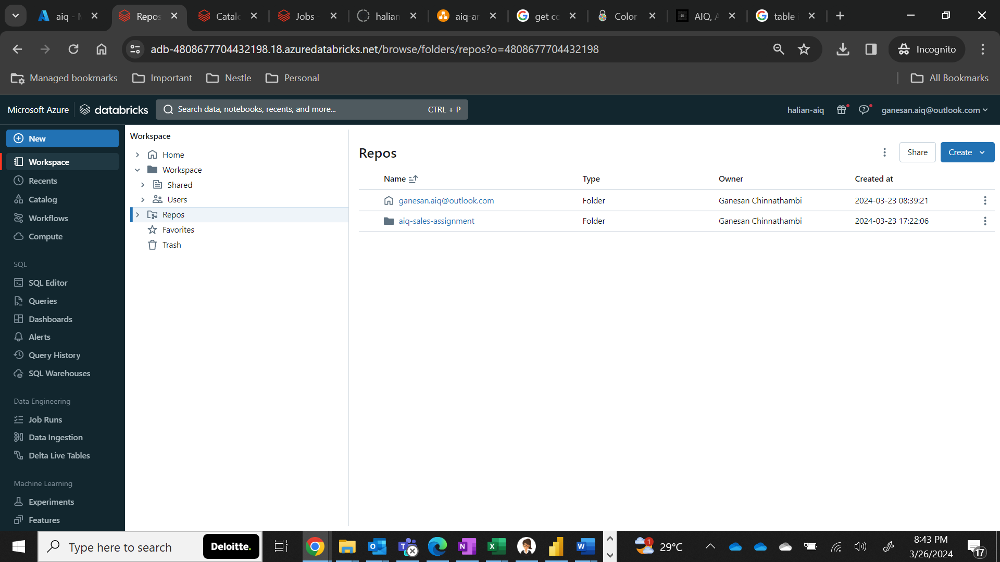 aiq - M
Repos
Catalo
Jobs -
halian
aiq-ar
get co
Color
AIQ, A
table i
adb-4808677704432198.18.azuredatabricks.net/browse/folders/repos?o=4808677704432198
Incognito
Managed bookmarks
Important
Nestle
Personal
All Bookmarks
Microsoft Azure
databricks
Search data, notebooks, recents, and more...
CTRL + P
halian-aiq
ganesan.aiq@outlook.com
New
Workspace
Recents
Catalog
Workflows
Compute
SQL
SQL Editor
Queries
Dashboards
Alerts
Query History
SQL Warehouses
Data Engineering
Job Runs
Data Ingestion
Delta Live Tables
Machine Learning
Experiments
Features
Workspace
Home
Workspace
Shared
Users
Repos
Favorites
Trash
Repos
Share
Create
Name Type Owner Created at
ganesan.aiq@outlook.com Folder Ganesan Chinnathambi 2024-03-23 08:39:21
aiq-sales-assignment Folder Ganesan Chinnathambi 2024-03-23 17:22:06
Type here to search
Deloitte.
1
29°C
8:43 PM
3/26/2024
17